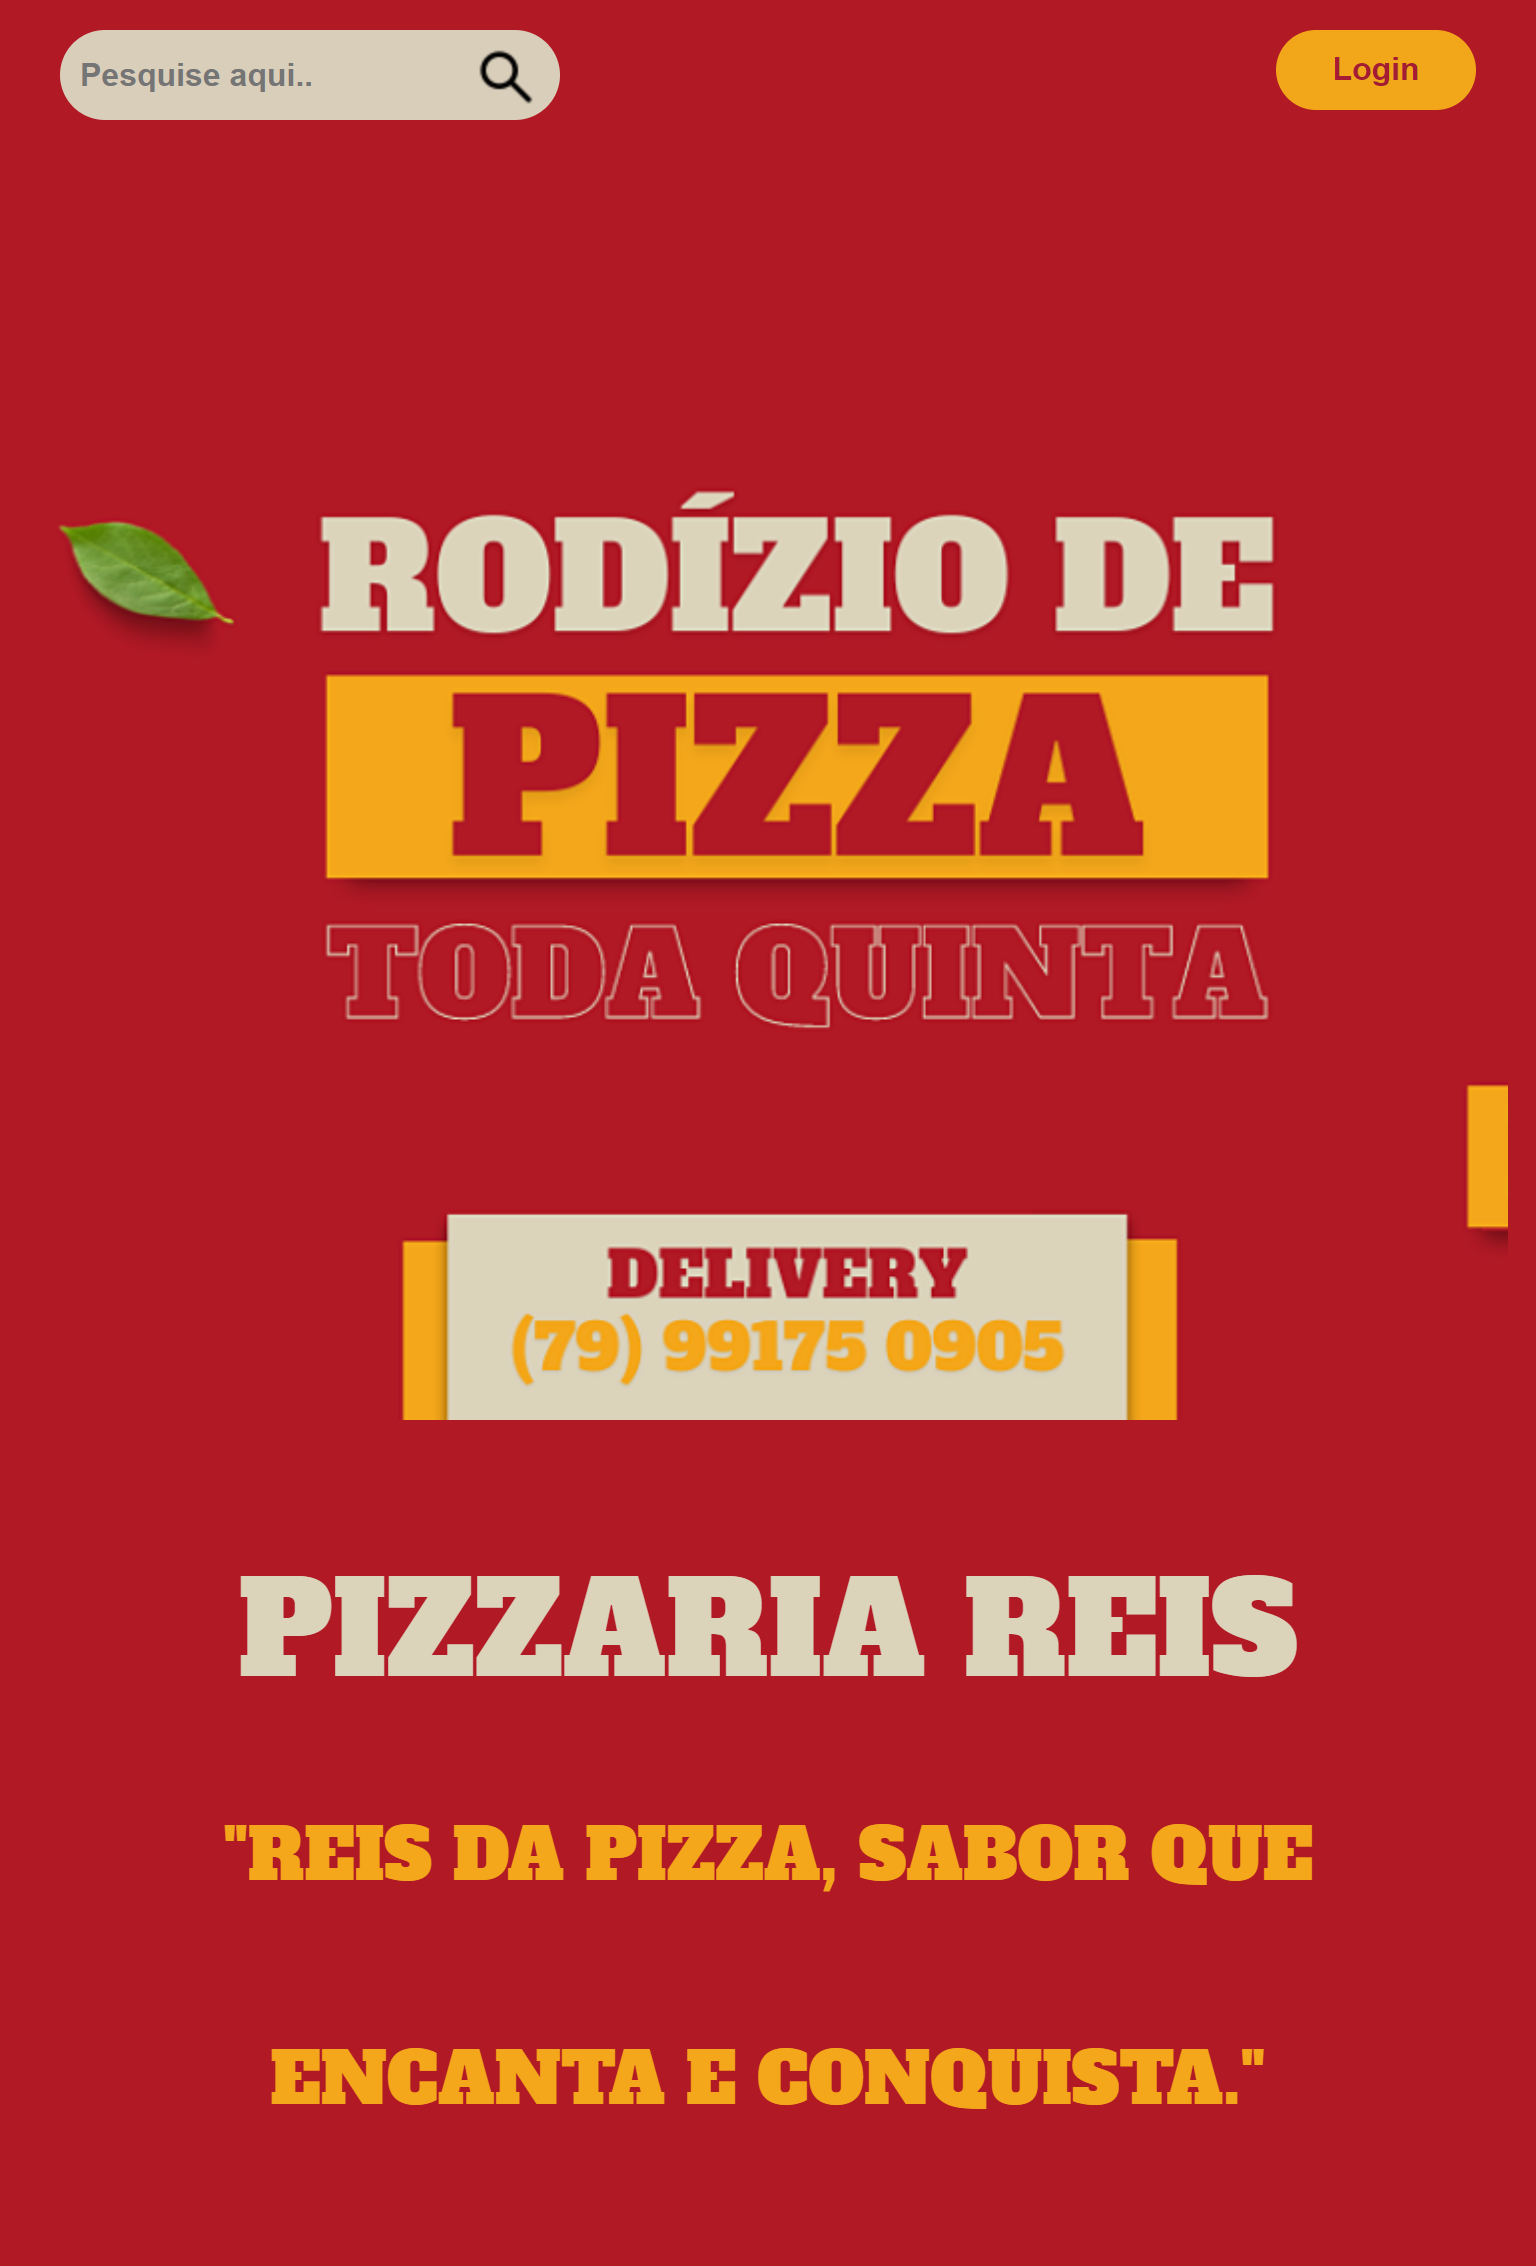 Pesquise aqui..
Login
RODÍZIO DE
PIZZA
TODA QUINTA
DELIVERY
(79) 99175 0905
PIZZARIA REIS
"REIS DA PIZZA, SABOR QUE
ENCANTA E CONQUISTA."